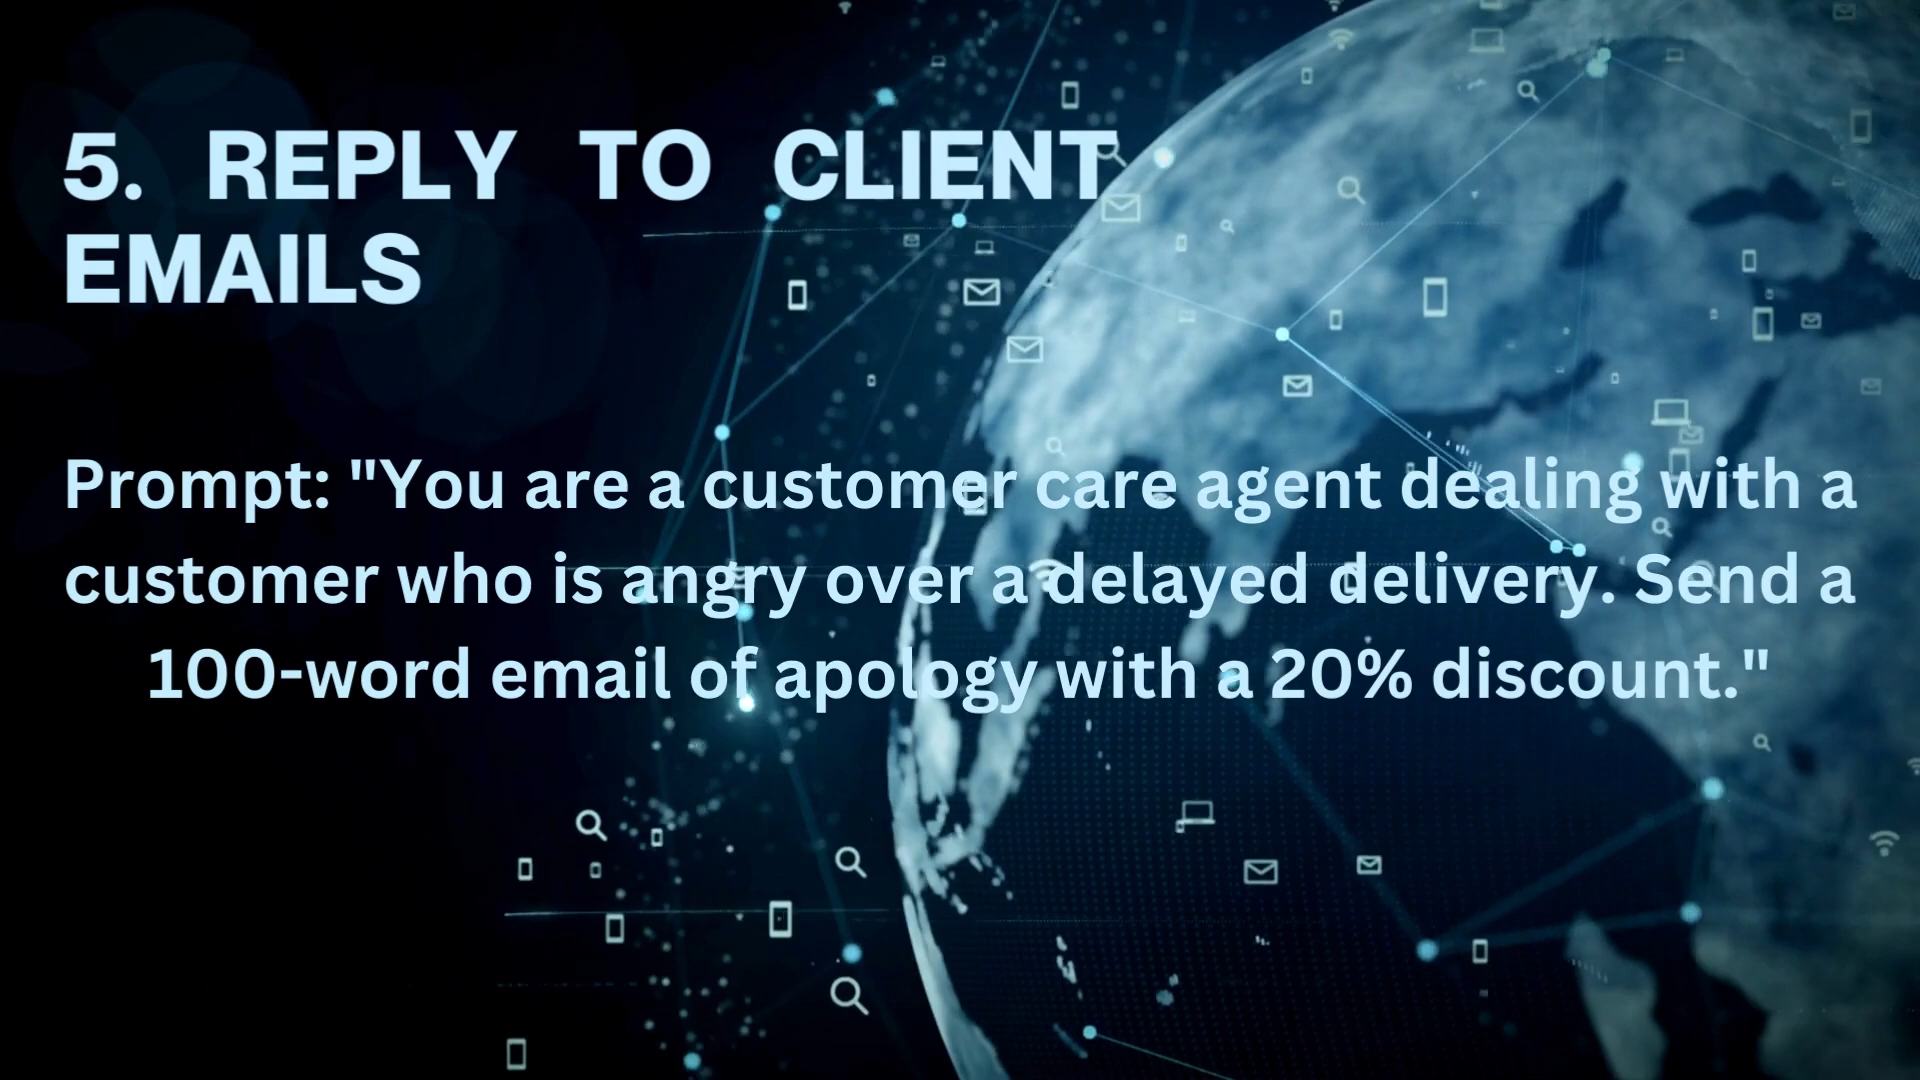 5. REPLY TO CLIENT
EMAILS
Prompt: "You are a customer care agent dealing with a
customer who is angry over a delayed delivery. Send a
100-word email of apology with a 20% discount."